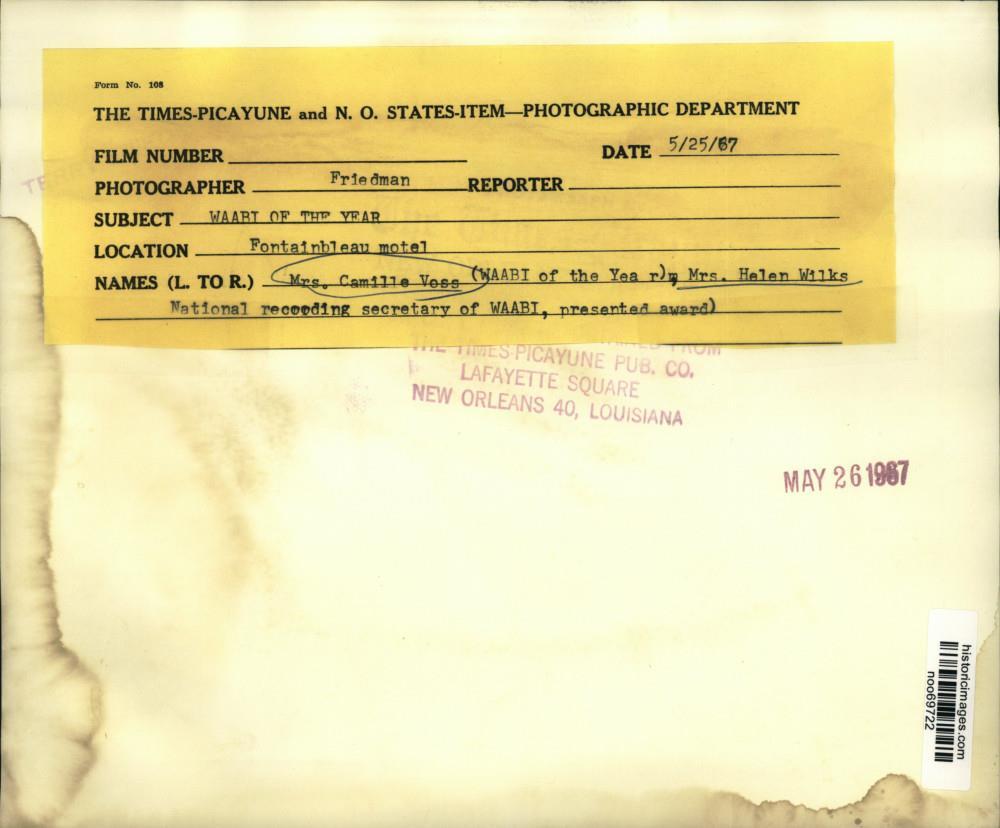 Form No. 108
THE TIMES-PICAYUNE and N. O. STATES-ITEM—PHOTOGRAPHIC DEPARTMENT
FILM NUMBER DATE 5/25/67
PHOTOGRAPHER Friedman REPORTER
SUBJECT WAABI OF THE YEAR
LOCATION Fontainbleau motel
NAMES (L. TO R.) Mrs. Camille Voss (WAABI of the Yea r), Mrs. Helen Wilks
National recording secretary of WAABI, presented award)
FROM
THE TIMES-PICAYUNE PUB. CO.
LAFAYETTE SQUARE
NEW ORLEANS 40, LOUISIANA
MAY 26 1967
historicimages.com
noo69722